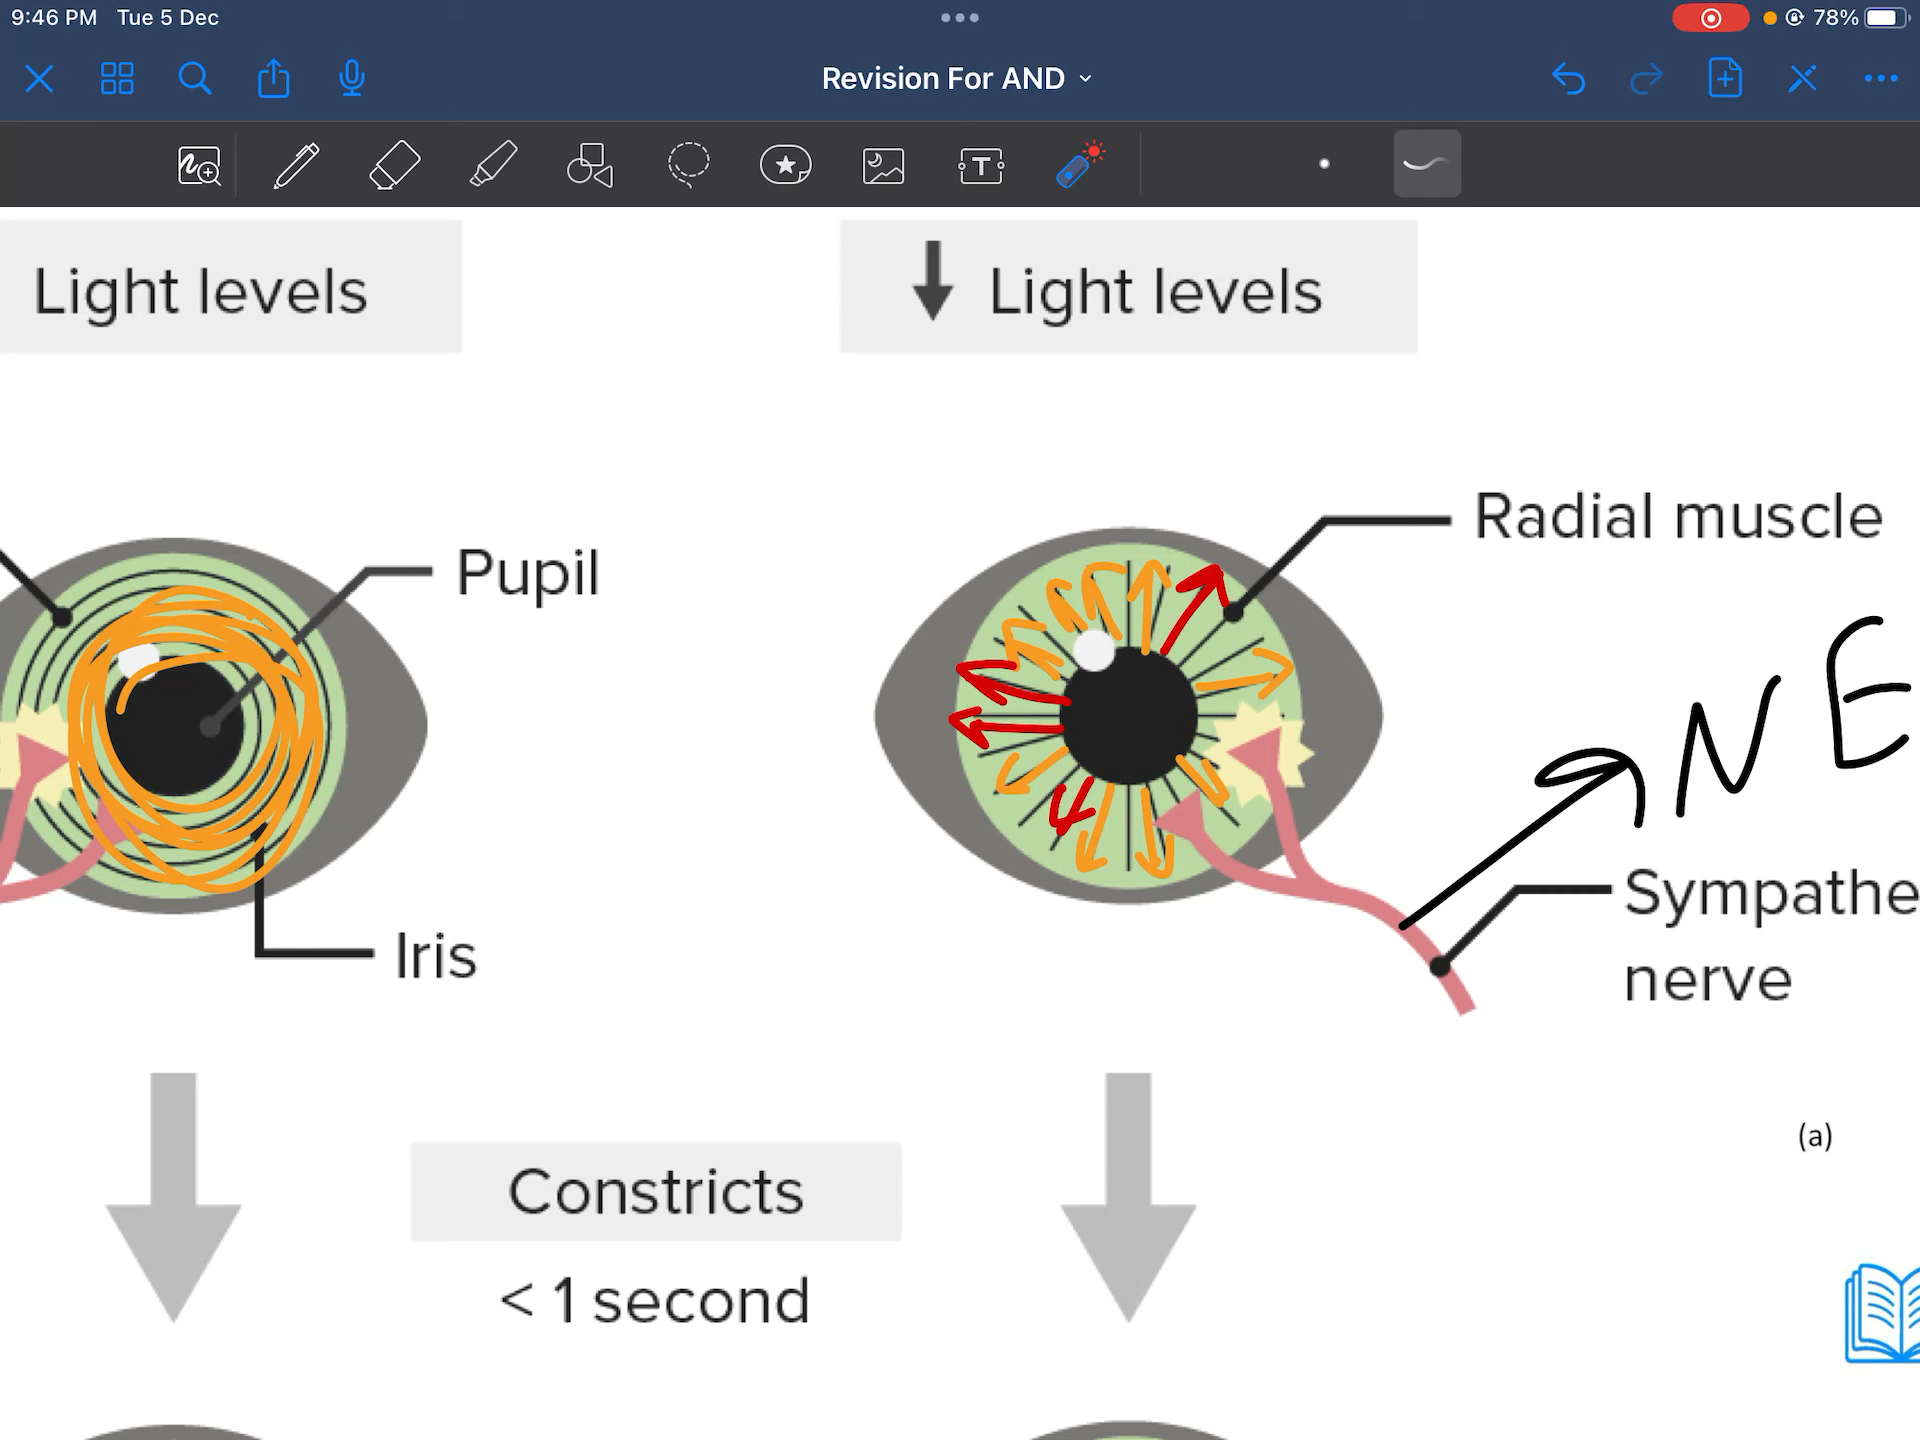 9:46 PM Tue 5 Dec
78%
Revision For AND
T
Light levels
Light levels
Radial muscle
Pupil
NE
Sympathe
nerve
Iris
(a)
Constricts
< 1 second